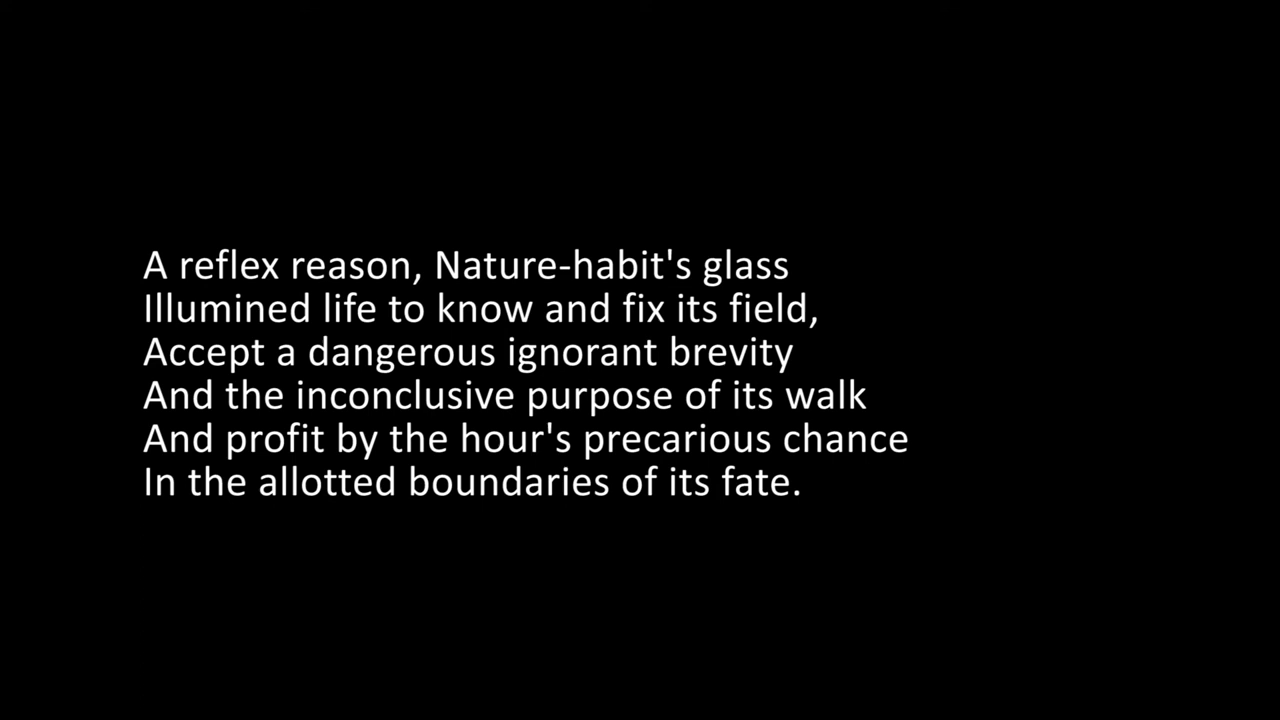 A reflex reason, Nature-habit's glass
Illumined life to know and fix its field,
Accept a dangerous ignorant brevity
And the inconclusive purpose of its walk
And profit by the hour's precarious chance
In the allotted boundaries of its fate.